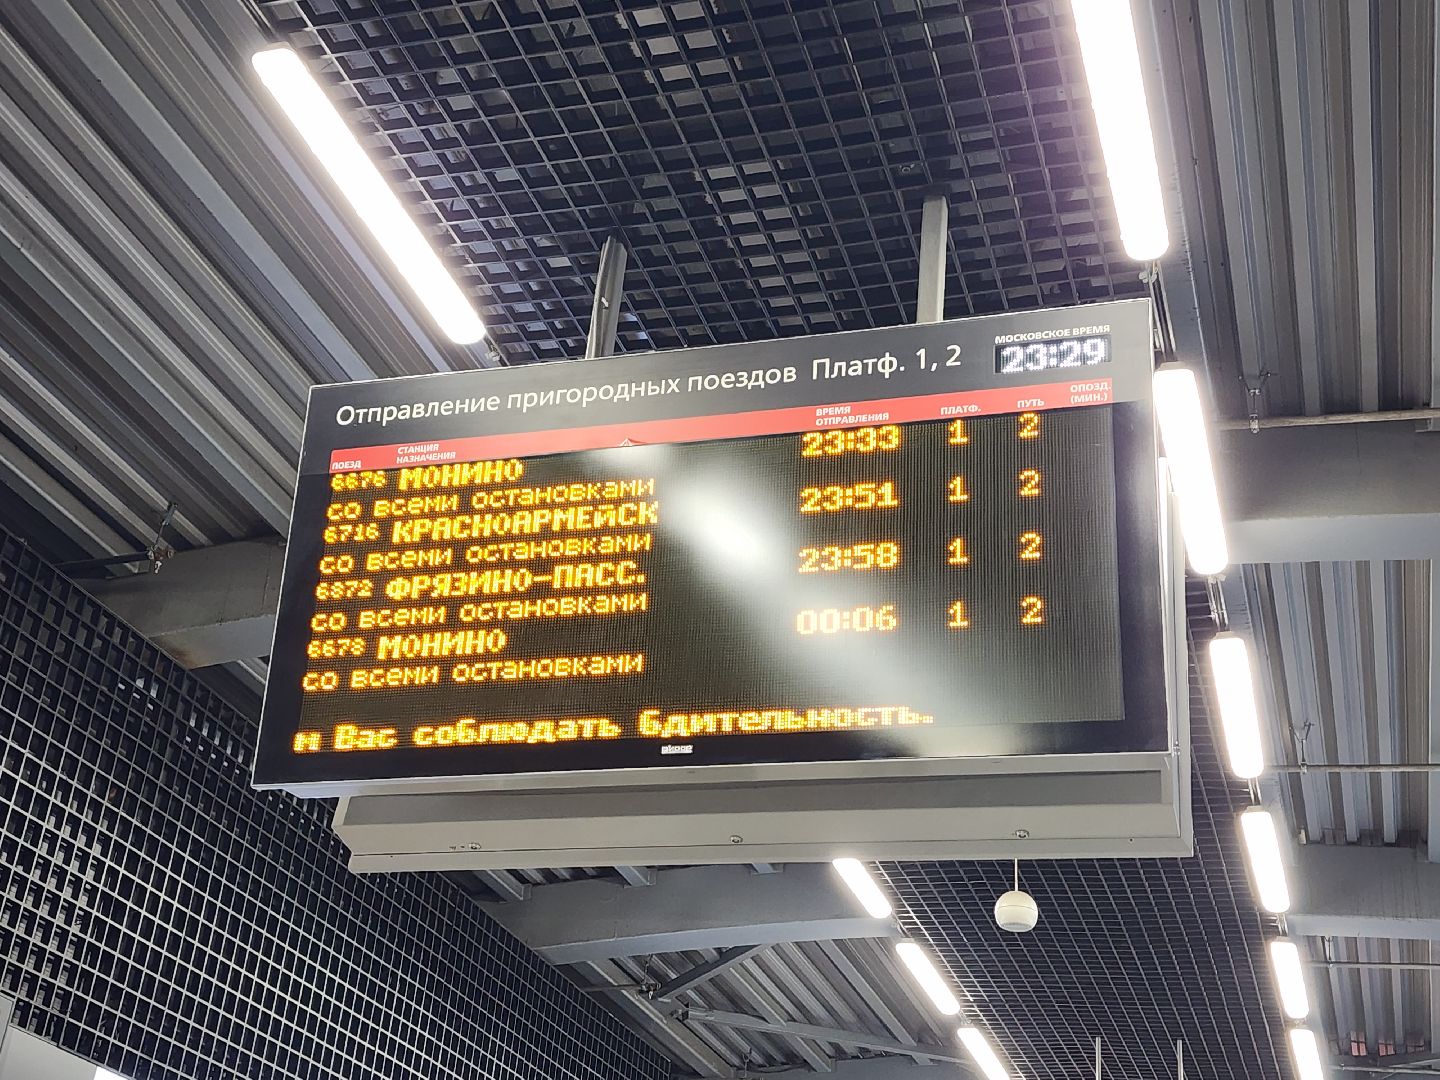 Отправление пригородных поездов Платф. 1, 2
МОСКОВСКОЕ ВРЕМЯ
23:29
ПОЕЗД СТАНЦИЯ НАЗНАЧЕНИЯ ВРЕМЯ ОТПРАВЛЕНИЯ ПЛАТФ. ПУТЬ ОПОЗД. (МИН.)
6676 МОНИНО 23:33 1 2
СО ВСЕМИ ОСТАНОВКАМИ
6716 КРАСНОАРМЕЙСК 23:51 1 2
СО ВСЕМИ ОСТАНОВКАМИ
6872 ФРЯЗИНО-ПАСС. 23:58 1 2
СО ВСЕМИ ОСТАНОВКАМИ
6678 МОНИНО 00:06 1 2
СО ВСЕМИ ОСТАНОВКАМИ
м Вас соблюдать бдительность.